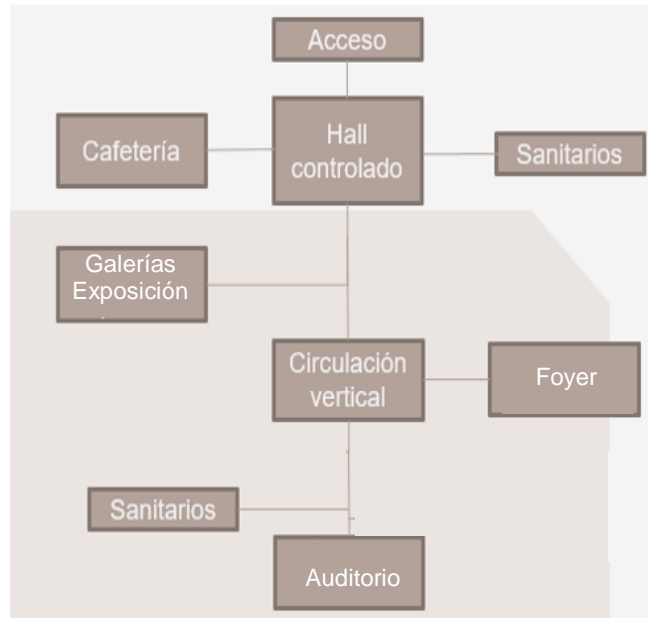 Acceso
Hall
controlado
Cafetería
Sanitarios
Galerías
Exposición
Circulación
vertical
Foyer
Sanitarios
Auditorio